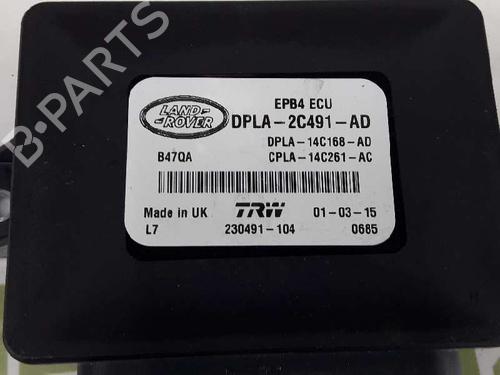 B-PARTS
EPB4 ECU
LAND-
ROVER
DPLA-2C491-AD
DPLA-14C168-AD
B47QA
CPLA-14C261-AC
Made in UK
TRW
01-03-15
L7
230491-104
0685